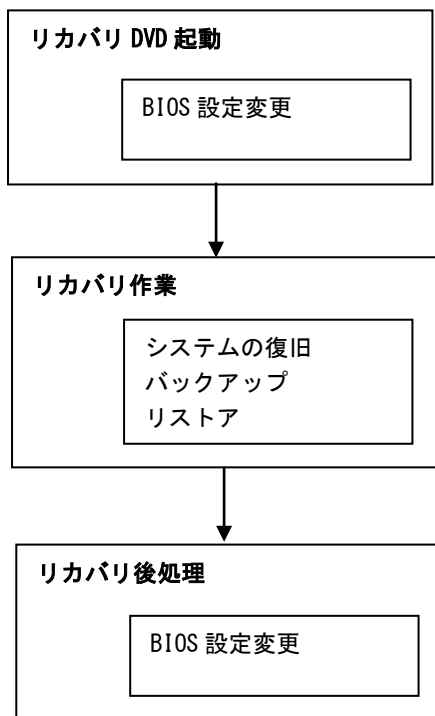 リカバリ DVD 起動
BIOS 設定変更
リカバリ作業
システムの復旧
バックアップ
リストア
リカバリ後処理
BIOS 設定変更